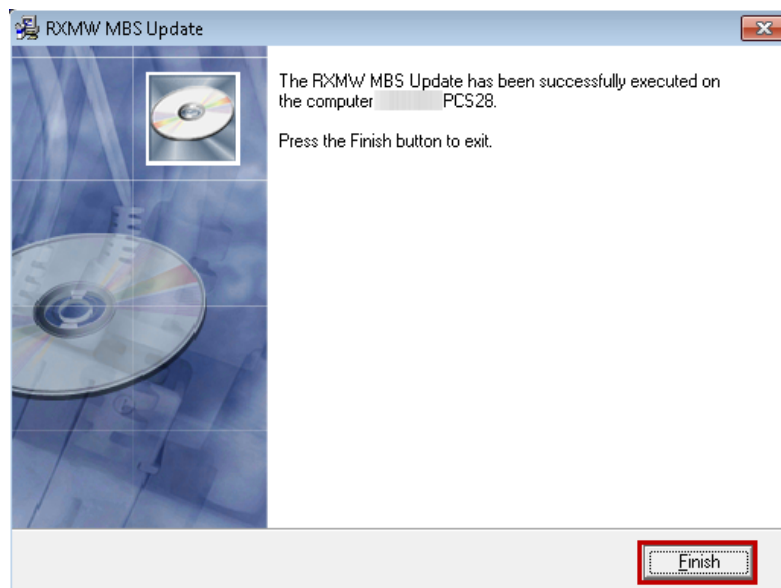 RXMW MBS Update
The RXMW MBS Update has been successfully executed on
the computer PCS28.
Press the Finish button to exit.
Finish